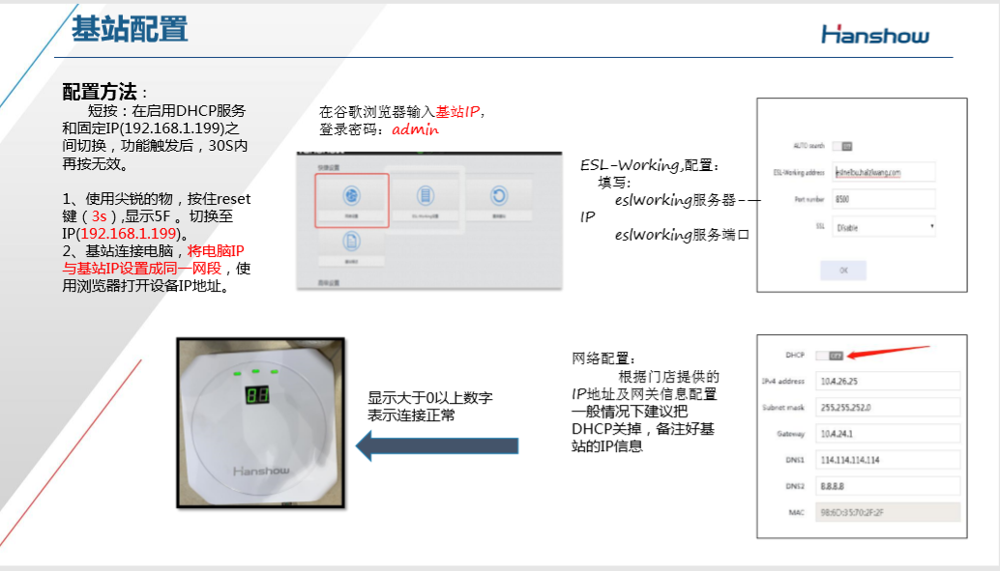 基站配置
Hanshow
配置方法：
短按：在启用DHCP服务
和固定IP(192.168.1.199)之
间切换，功能触发后，30S内
再按无效。
1、使用尖锐的物，按住reset
键（3s）,显示5F 。切换至
IP(192.168.1.199)。
2、基站连接电脑，将电脑IP
与基站IP设置成同一网段，使
用浏览器打开设备IP地址。
在谷歌浏览器输入基站IP，
登录密码：admin
快捷设置
ESL-Working,配置：
填写：
eslworking服务器——
IP
eslworking服务端口
AUTO search OFF
ESL-Working address
Port number 8500
SSL Disable
OK
81
Hanshow
显示大于0以上数字
表示连接正常
网络配置：
根据门店提供的
IP地址及网关信息配置
一般情况下建议把
DHCP关掉，备注好基
站的IP信息
DHCP OFF
IPv4 address 10.4.26.25
Subnet mask 255.255.252.0
Gateway 10.4.24.1
DNS1 114.114.114.114
DNS2 8.8.8.8
MAC 98:6D:35:70:2F:2F